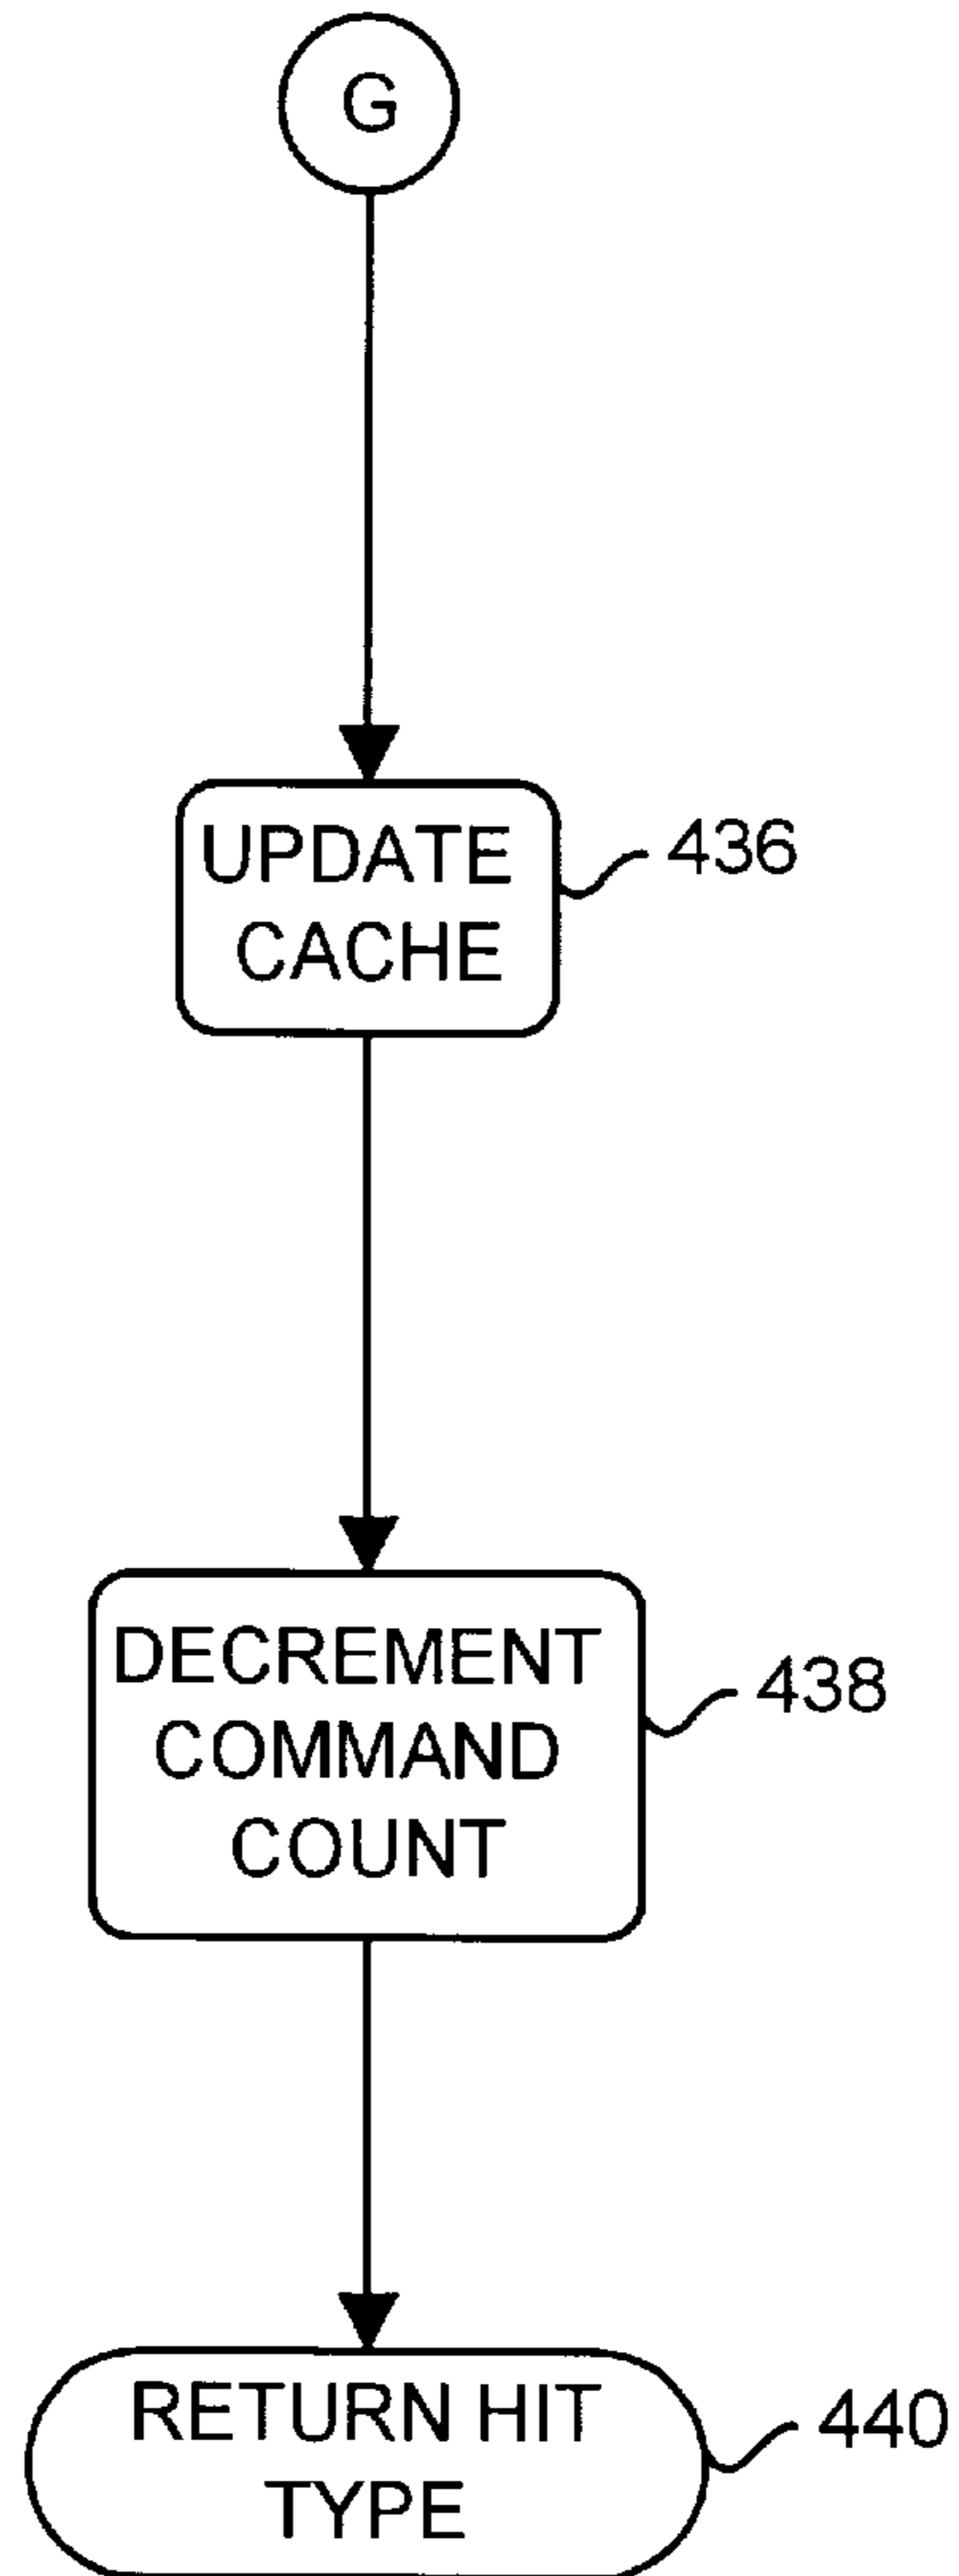 G
UPDATE
CACHE
436
DECREMENT
COMMAND
COUNT
438
RETURN HIT
TYPE
440